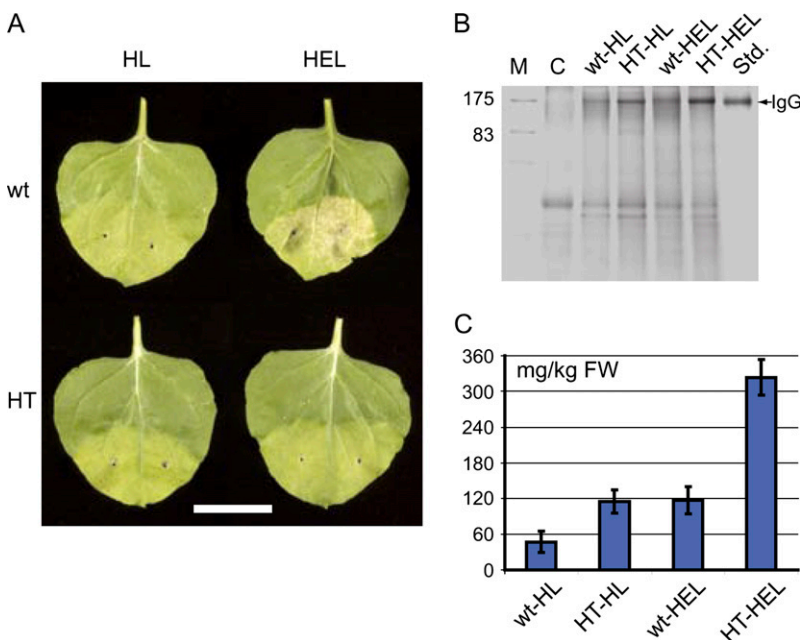 A
HL HEL
wt
HT
B
M C wt-HL HT-HL wt-HEL HT-HEL Std.
175
83
IgG
C
mg/kg FW
360
300
240
180
120
60
0
wt-HL HT-HL wt-HEL HT-HEL